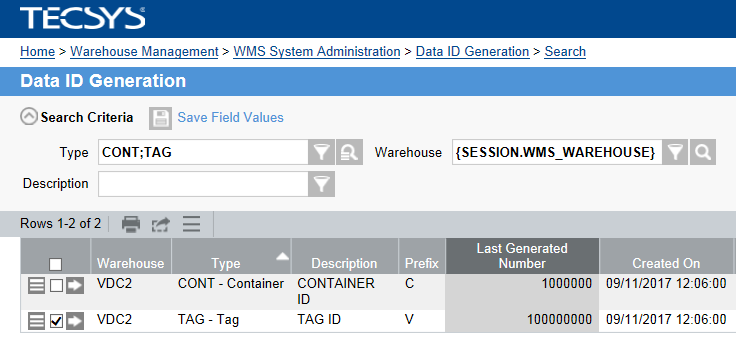 TECSYS®
Home > Warehouse Management > WMS System Administration > Data ID Generation > Search
Data ID Generation
Search Criteria Save Field Values
Type CONT;TAG Warehouse {SESSION.WMS_WAREHOUSE}
Description
Rows 1-2 of 2
Warehouse Type Description Prefix Last Generated Number Created On
VDC2 CONT - Container CONTAINER ID C 1000000 09/11/2017 12:06:00
VDC2 TAG - Tag TAG ID V 100000000 09/11/2017 12:06:00